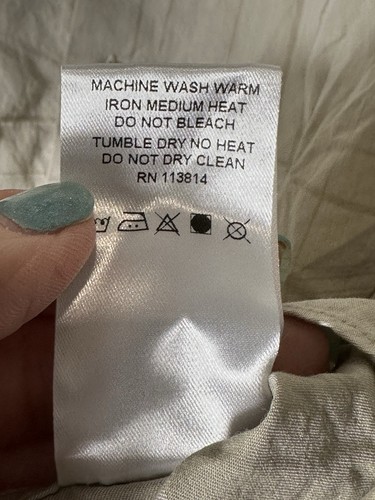 MACHINE WASH WARM
IRON MEDIUM HEAT
DO NOT BLEACH
TUMBLE DRY NO HEAT
DO NOT DRY CLEAN
RN 113814